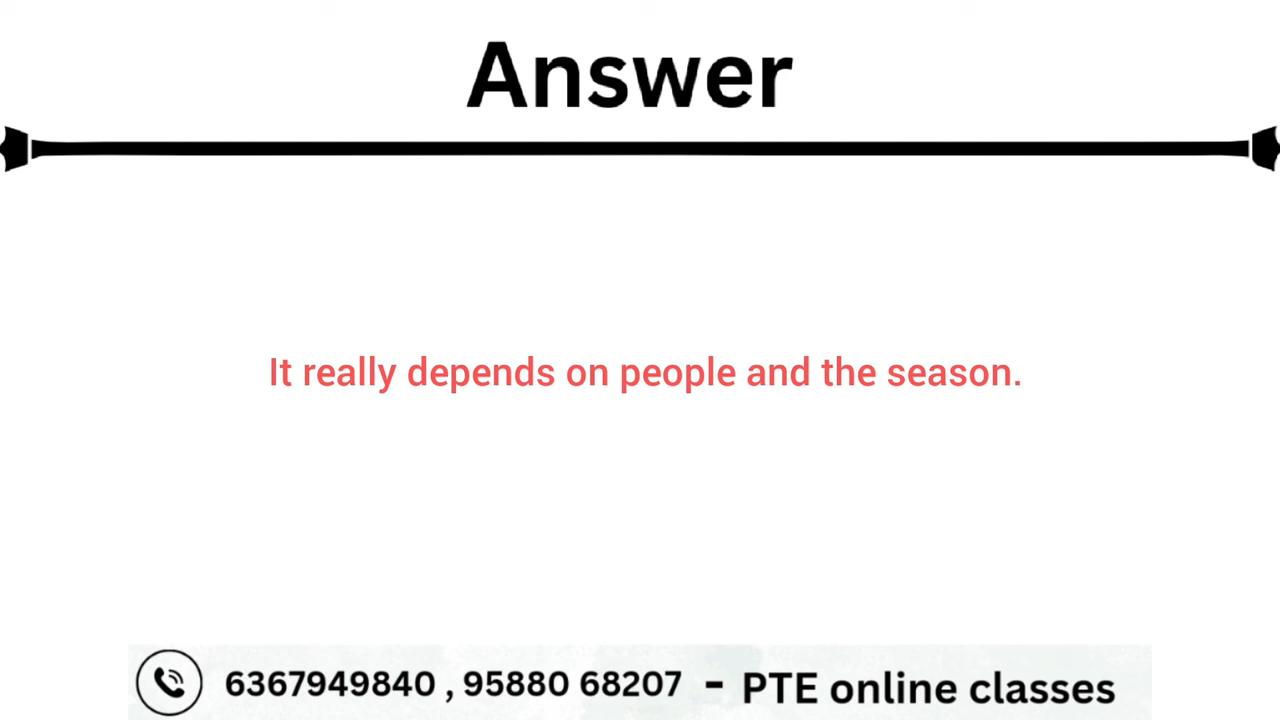 Answer
It really depends on people and the season.
6367949840 , 95880 68207 - PTE online classes